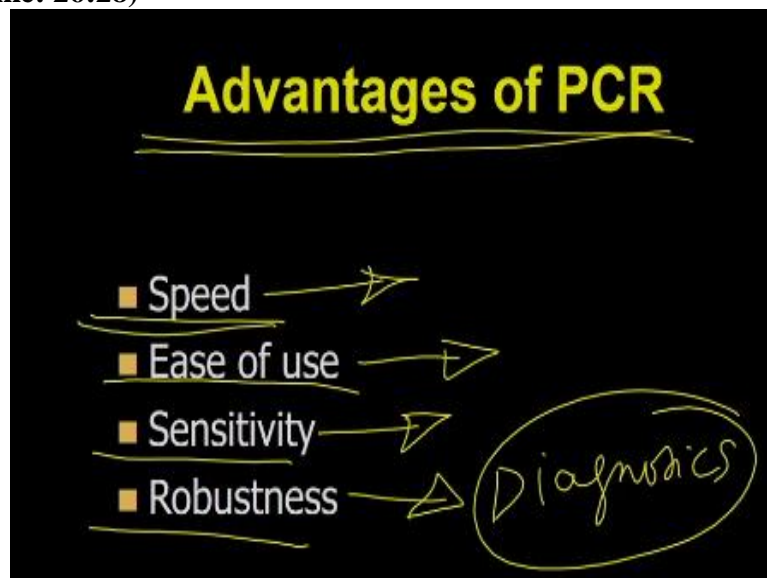 Advantages of PCR
■ Speed
■ Ease of use
■ Sensitivity
■ Robustness
Diagnostics